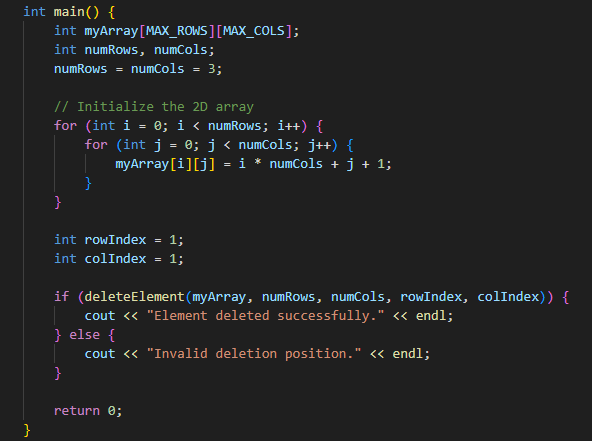 int main() {
    int myArray[MAX_ROWS][MAX_COLS];
    int numRows, numCols;
    numRows = numCols = 3;

    // Initialize the 2D array
    for (int i = 0; i < numRows; i++) {
        for (int j = 0; j < numCols; j++) {
            myArray[i][j] = i * numCols + j + 1;
        }
    }

    int rowIndex = 1;
    int colIndex = 1;

    if (deleteElement(myArray, numRows, numCols, rowIndex, colIndex)) {
        cout << "Element deleted successfully." << endl;
    } else {
        cout << "Invalid deletion position." << endl;
    }

    return 0;
}